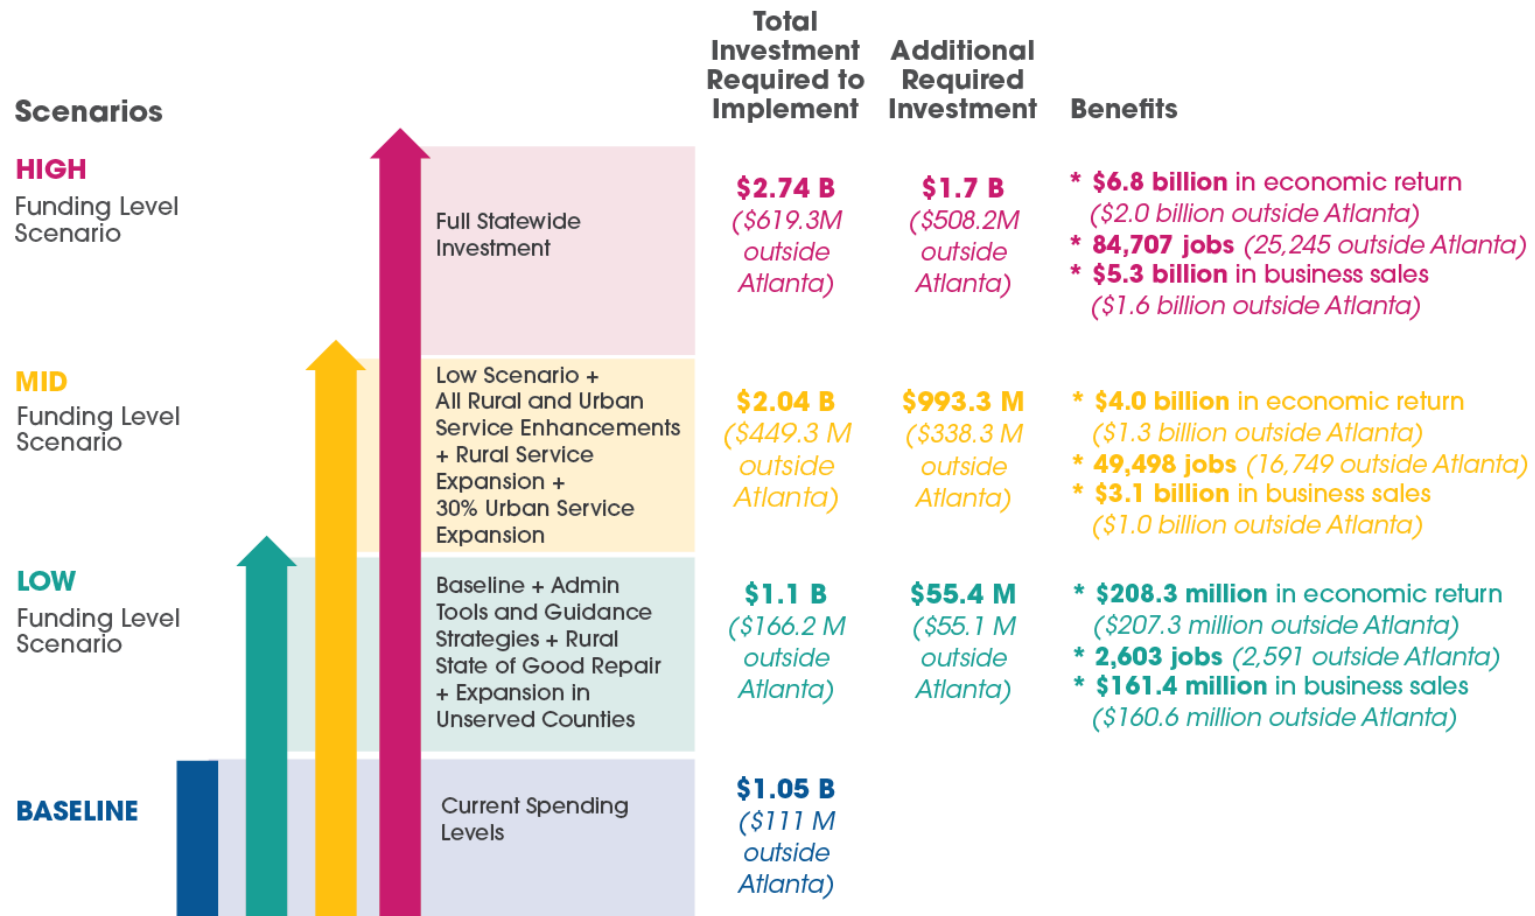 Scenarios
Total
Investment
Required to
Implement
Additional
Required
Investment
Benefits
HIGH
Funding Level
Scenario
Full Statewide
Investment
$2.74 B
($619.3M
outside
Atlanta)
$1.7 B
($508.2M
outside
Atlanta)
* $6.8 billion in economic return
($2.0 billion outside Atlanta)
* 84,707 jobs (25,245 outside Atlanta)
* $5.3 billion in business sales
($1.6 billion outside Atlanta)
MID
Funding Level
Scenario
Low Scenario +
All Rural and Urban
Service Enhancements
+ Rural Service
Expansion +
30% Urban Service
Expansion
$2.04 B
($449.3 M
outside
Atlanta)
$993.3 M
($338.3 M
outside
Atlanta)
* $4.0 billion in economic return
($1.3 billion outside Atlanta)
* 49,498 jobs (16,749 outside Atlanta)
* $3.1 billion in business sales
($1.0 billion outside Atlanta)
LOW
Funding Level
Scenario
Baseline + Admin
Tools and Guidance
Strategies + Rural
State of Good Repair
+ Expansion in
Unserved Counties
$1.1 B
($166.2 M
outside
Atlanta)
$55.4 M
($55.1 M
outside
Atlanta)
* $208.3 million in economic return
($207.3 million outside Atlanta)
* 2,603 jobs (2,591 outside Atlanta)
* $161.4 million in business sales
($160.6 million outside Atlanta)
BASELINE
Current Spending
Levels
$1.05 B
($111 M
outside
Atlanta)